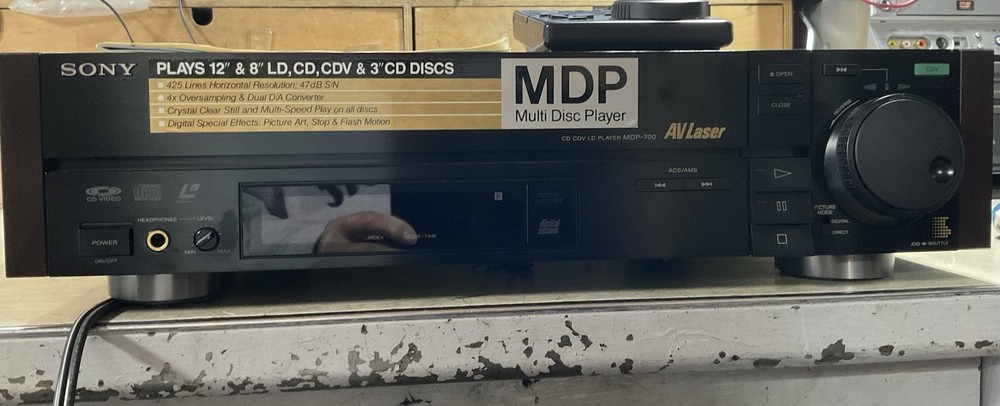 SONY
PLAYS 12" & 8" LD, CD, CDV & 3"CD DISCS
425 Lines Horizontal Resolution; 47dB S/N
4x Oversampling & Dual D/A Converter
Crystal Clear Still and Multi-Speed Play on all discs
Digital Special Effects: Picture Art, Stop & Flash Motion
MDP
Multi Disc Player
CD CDV LD PLAYER MDP-700
AV Laser
OPEN
CLOSE
CDV
REVERSE
ACS/AMS
CD VIDEO
HEADPHONES
LEVEL
MIN
MAX
POWER
ON/OFF
INDEX
digital sound
PICTURE
MODE
DIGITAL
DIRECT
JOG SHUTTLE